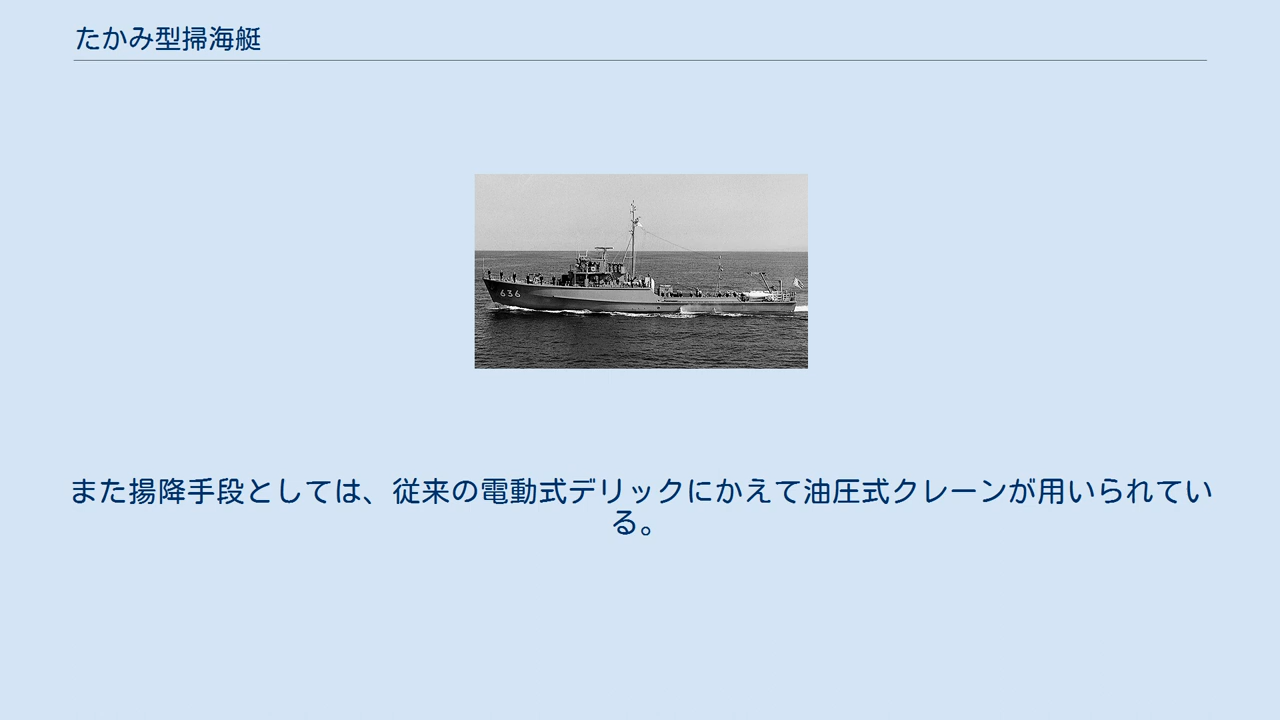 たかみ型掃海艇
636
また揚降手段としては、従来の電動式デリックにかえて油圧式クレーンが用いられてい
る。